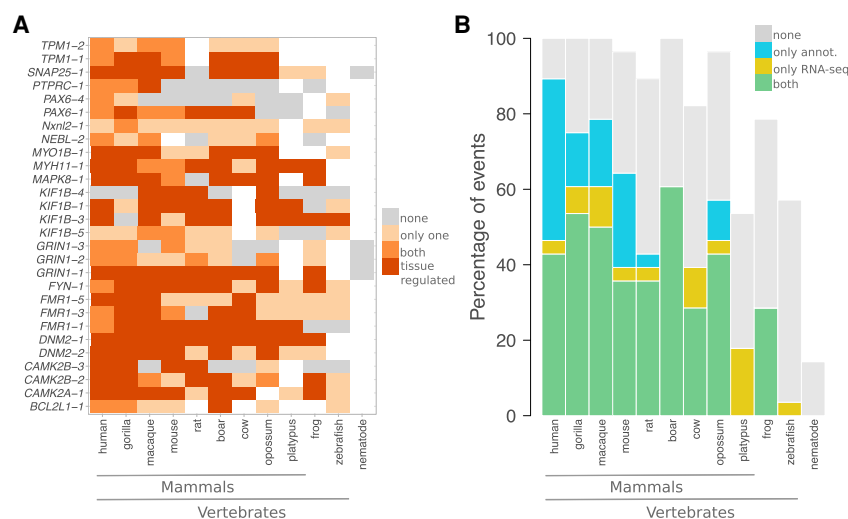 A
TPM1-2
TPM1-1
SNAP25-1
PTPRC-1
PAX6-4
PAX6-1
Nxnl2-1
NEBL-2
MYO1B-1
MYH11-1
MAPK8-1
KIF1B-4
KIF1B-1
KIF1B-3
KIF1B-5
GRIN1-3
GRIN1-2
GRIN1-1
FYN-1
FMR1-5
FMR1-3
FMR1-1
DNM2-1
DNM2-2
CAMK2B-3
CAMK2B-2
CAMK2A-1
BCL2L1-1
none
only one
both
tissue
regulated
human
gorilla
macaque
mouse
rat
boar
cow
opossum
platypus
frog
zebrafish
nematode
Mammals
Vertebrates
B
Percentage of events
100
80
60
40
20
0
none
only annot.
only RNA-seq
both
human
gorilla
macaque
mouse
rat
boar
cow
opossum
platypus
frog
zebrafish
nematode
Mammals
Vertebrates